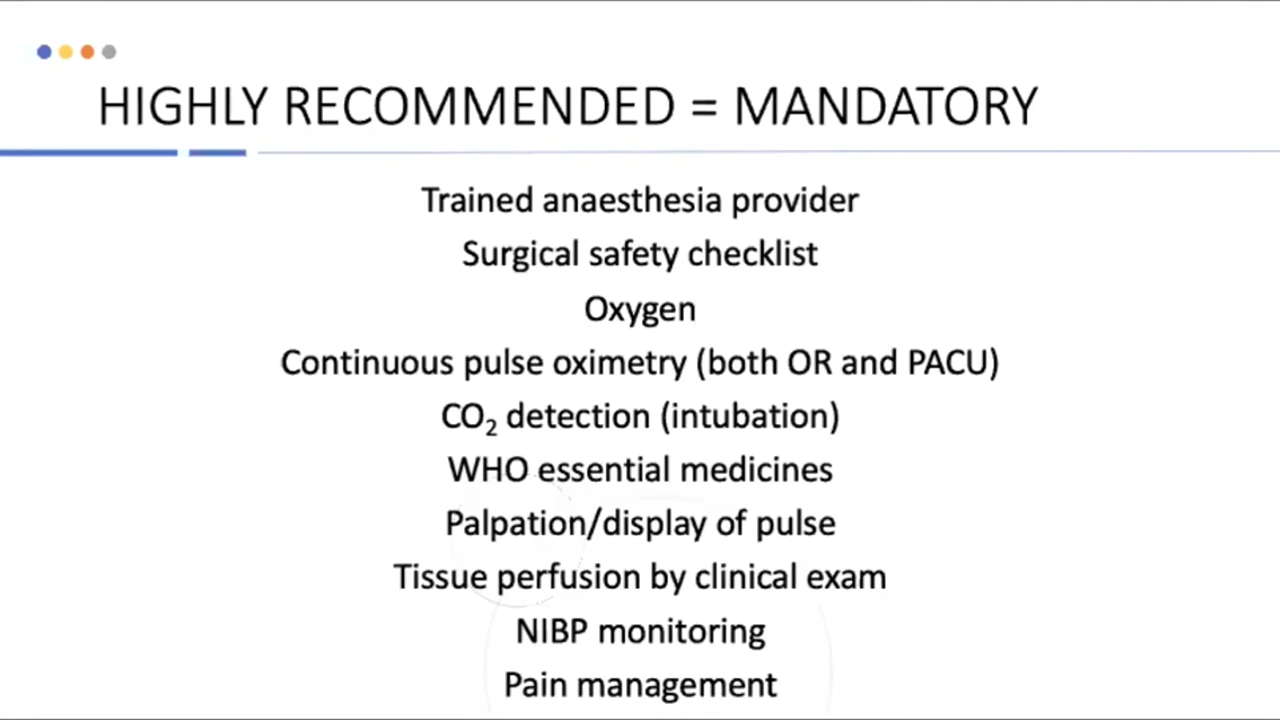 HIGHLY RECOMMENDED = MANDATORY
Trained anaesthesia provider
Surgical safety checklist
Oxygen
Continuous pulse oximetry (both OR and PACU)
CO₂ detection (intubation)
WHO essential medicines
Palpation/display of pulse
Tissue perfusion by clinical exam
NIBP monitoring
Pain management